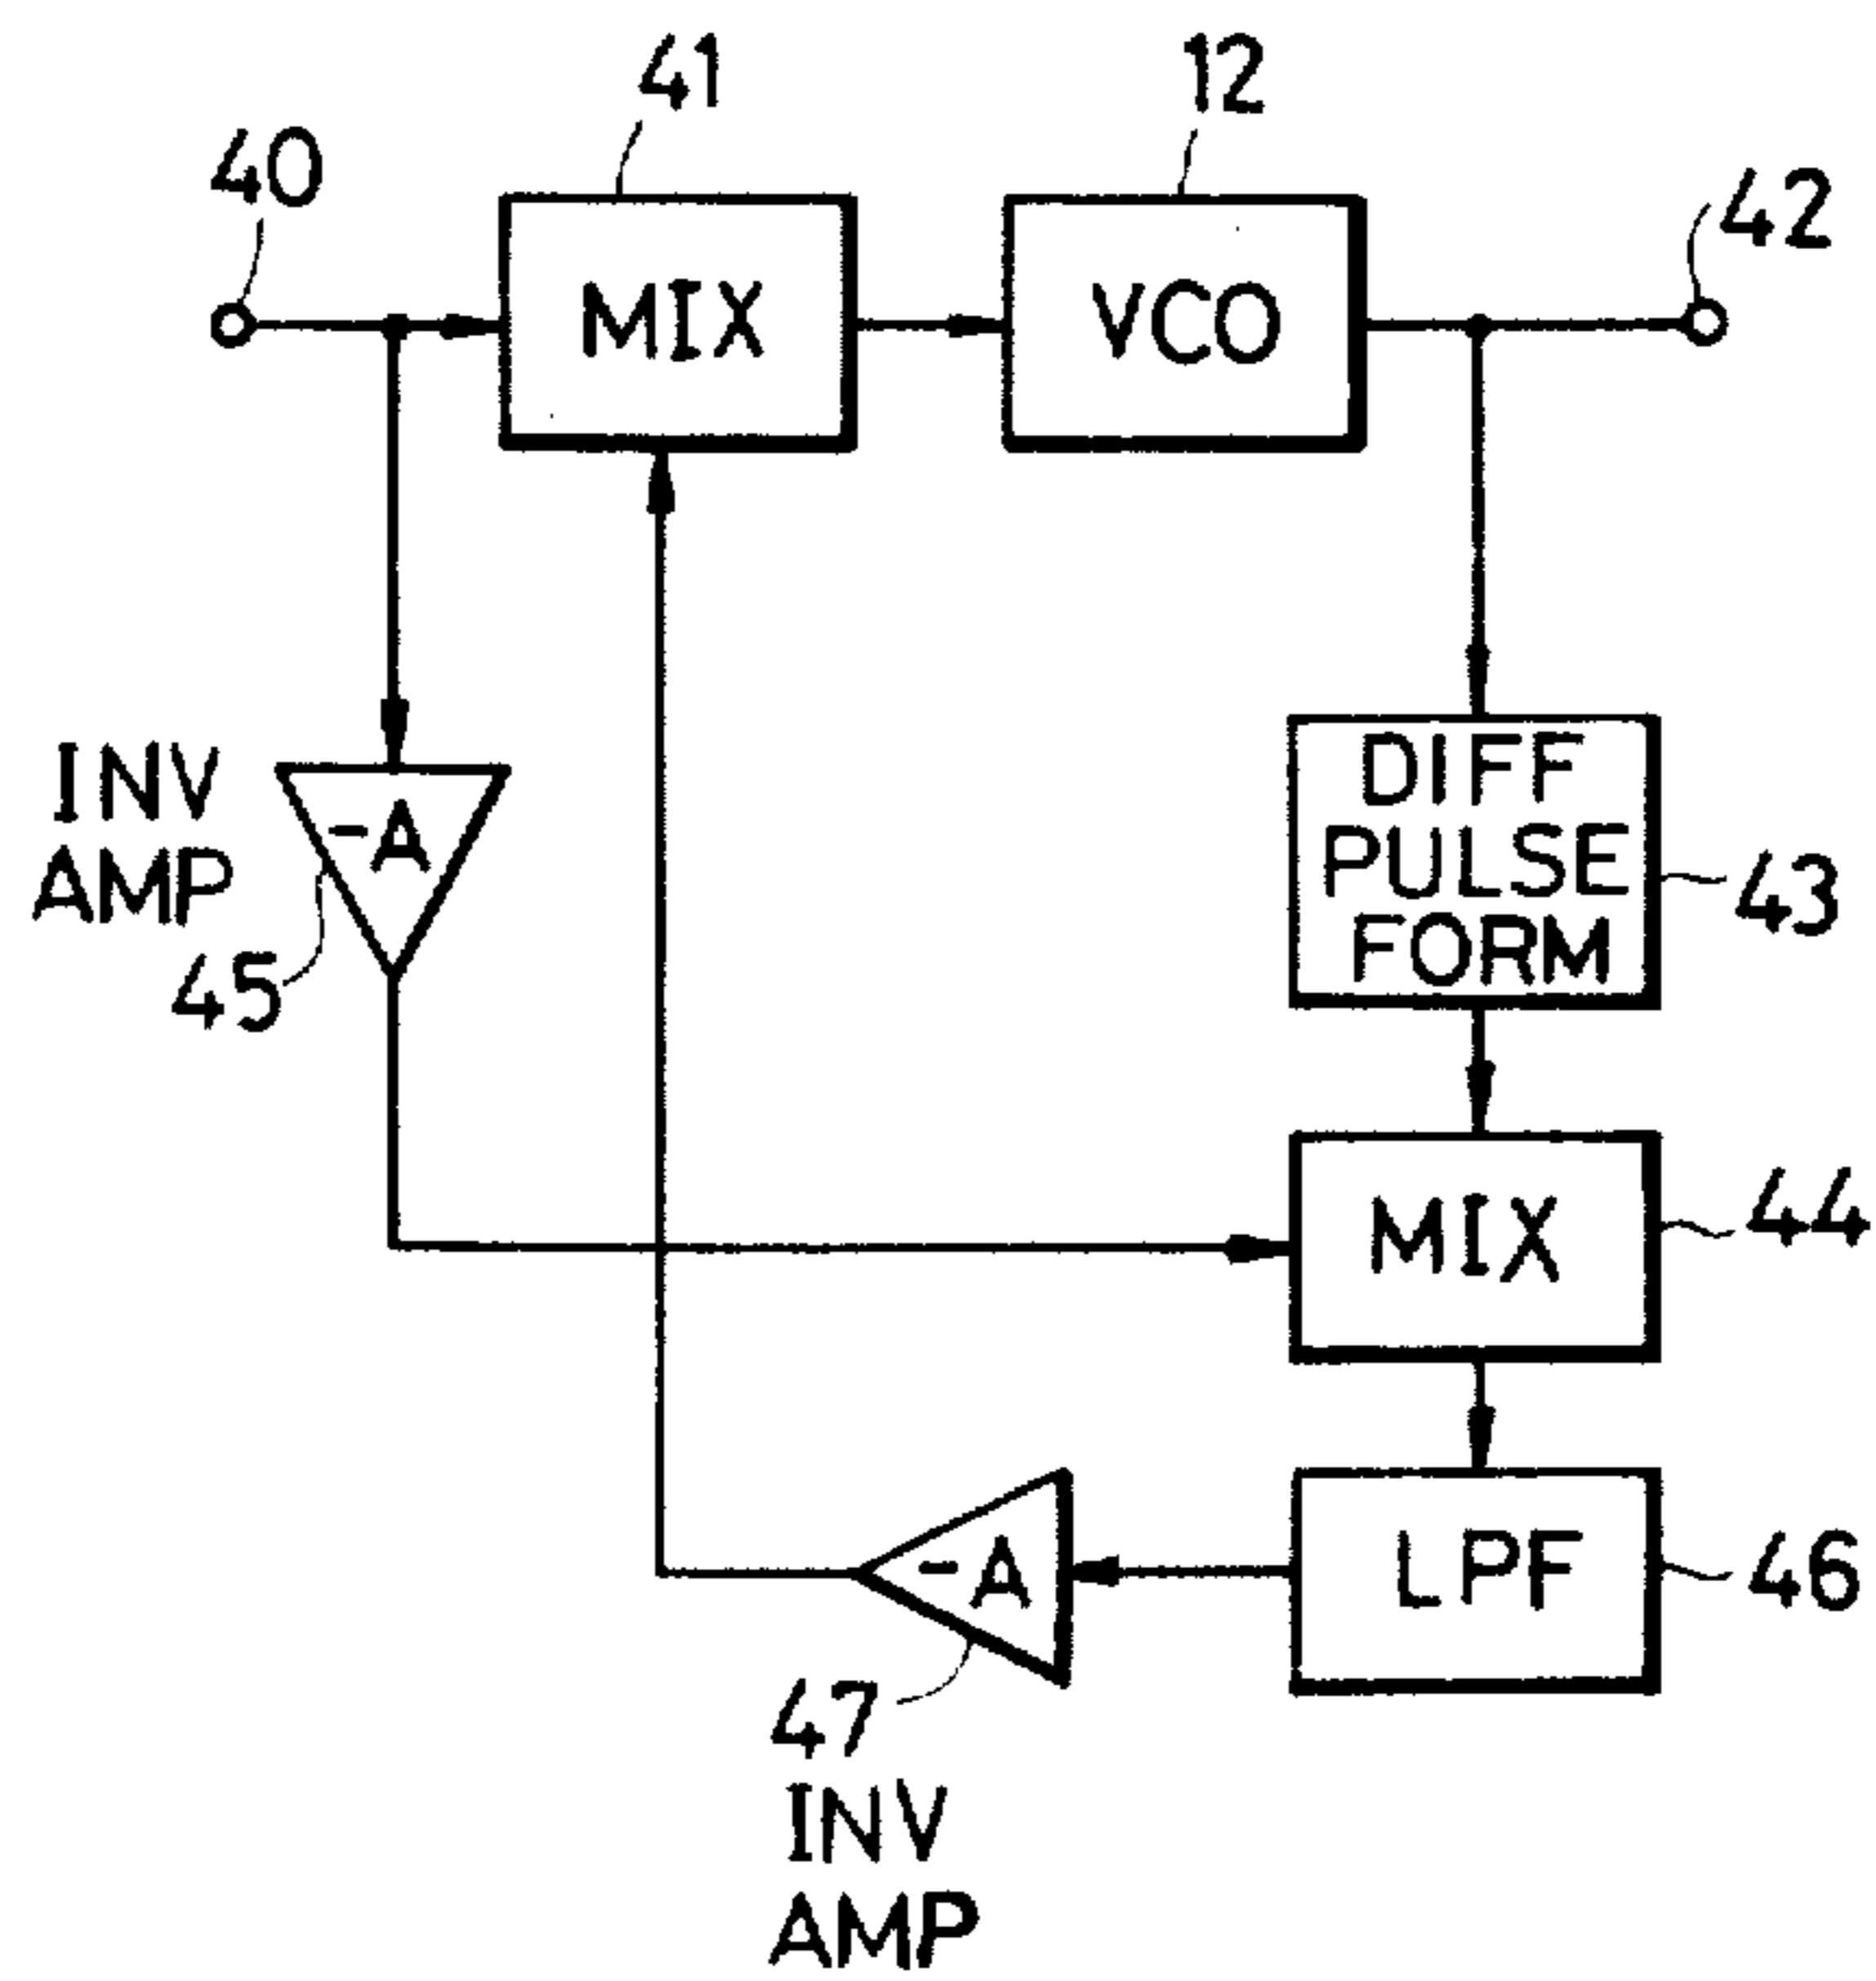 41
12
40
42
MIX
VCO
INV
AMP
-A
45
DIFF
PULSE
FORM
43
MIX
44
LPF
46
-A
47
INV
AMP